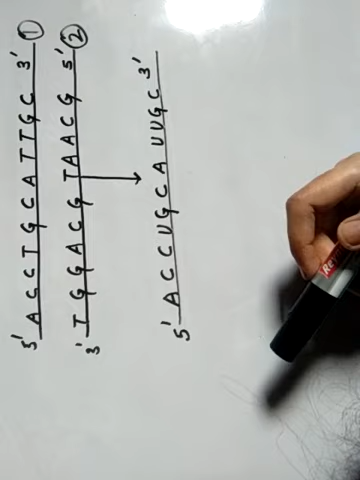 5' A C C T G C A T T G C 3' 1
3' T G G A C G T A A C G 5' 2
5' A C C U G C A U U G C 3'